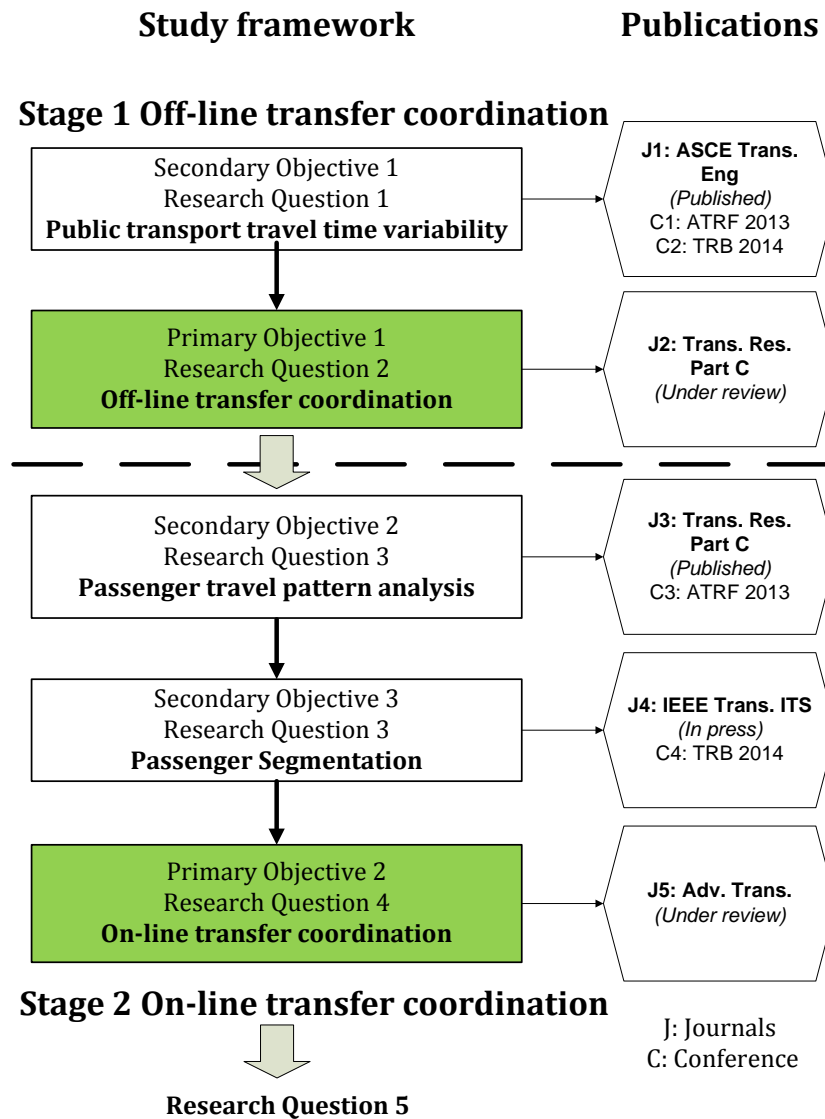 Study framework
Publications
Stage 1 Off-line transfer coordination
Secondary Objective 1
Research Question 1
Public transport travel time variability
J1: ASCE Trans.
Eng
(Published)
C1: ATRF 2013
C2: TRB 2014
Primary Objective 1
Research Question 2
Off-line transfer coordination
J2: Trans. Res.
Part C
(Under review)
Secondary Objective 2
Research Question 3
Passenger travel pattern analysis
J3: Trans. Res.
Part C
(Published)
C3: ATRF 2013
Secondary Objective 3
Research Question 3
Passenger Segmentation
J4: IEEE Trans. ITS
(In press)
C4: TRB 2014
Primary Objective 2
Research Question 4
On-line transfer coordination
J5: Adv. Trans.
(Under review)
Stage 2 On-line transfer coordination
J: Journals
C: Conference
Research Question 5